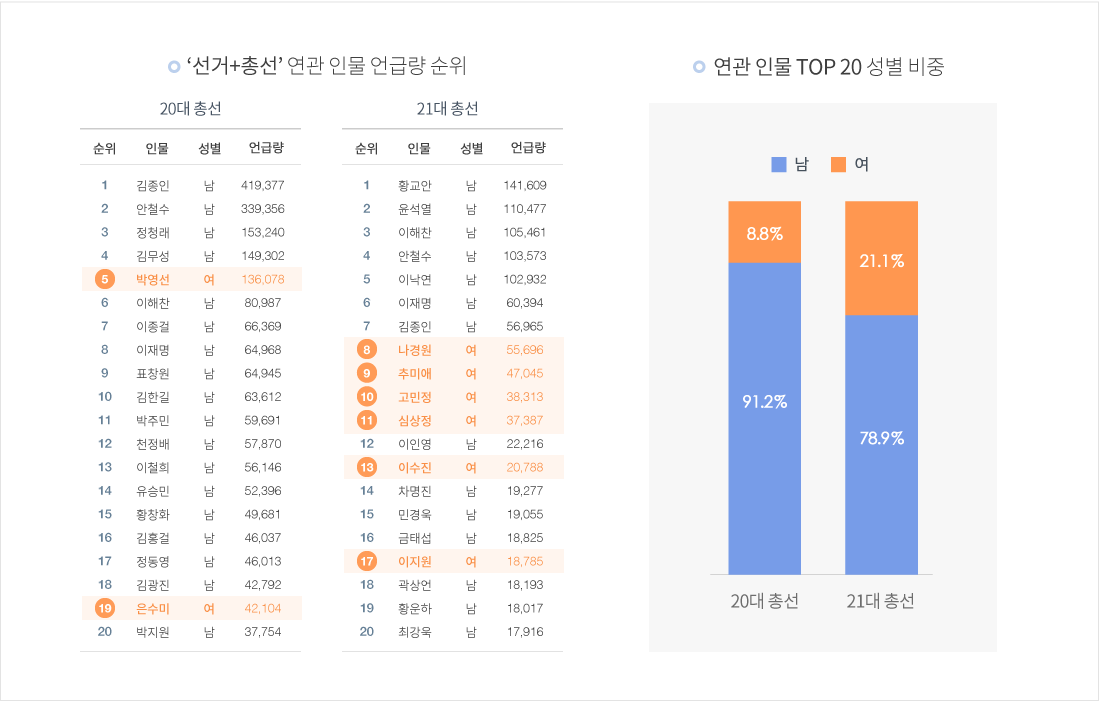 ‘선거+총선’ 연관 인물 언급량 순위
20대 총선
순위 인물 성별 언급량
1 김종인 남 419,377
2 안철수 남 339,356
3 정청래 남 153,240
4 김무성 남 149,302
5 박영선 여 136,078
6 이해찬 남 80,987
7 이종걸 남 66,369
8 이재명 남 64,968
9 표창원 남 64,945
10 김한길 남 63,612
11 박주민 남 59,691
12 천정배 남 57,870
13 이철희 남 56,146
14 유승민 남 52,396
15 황창화 남 49,681
16 김홍걸 남 46,037
17 정동영 남 46,013
18 김광진 남 42,792
19 은수미 여 42,104
20 박지원 남 37,754
21대 총선
순위 인물 성별 언급량
1 황교안 남 141,609
2 윤석열 남 110,477
3 이해찬 남 105,461
4 안철수 남 103,573
5 이낙연 남 102,932
6 이재명 남 60,394
7 김종인 남 56,965
8 나경원 여 55,696
9 추미애 여 47,045
10 고민정 여 38,313
11 심상정 여 37,387
12 이인영 남 22,216
13 이수진 여 20,788
14 차명진 남 19,277
15 민경욱 남 19,055
16 금태섭 남 18,825
17 이지원 여 18,785
18 곽상언 남 18,193
19 황운하 남 18,017
20 최강욱 남 17,916
연관 인물 TOP 20 성별 비중
남 여
8.8%
21.1%
91.2%
78.9%
20대 총선 21대 총선